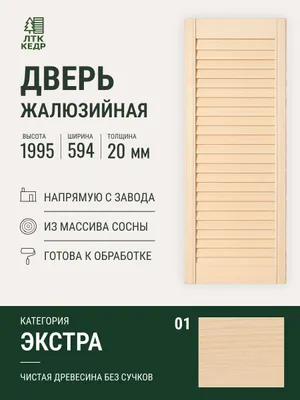 ЛТК
КЕДР
ДВЕРЬ
ЖАЛЮЗИЙНАЯ
ВЫСОТА ШИРИНА ТОЛЩИНА
1995 594 20 мм
НАПРЯМУЮ С ЗАВОДА
ИЗ МАССИВА СОСНЫ
ГОТОВА К ОБРАБОТКЕ
КАТЕГОРИЯ
01
ЭКСТРА
ЧИСТАЯ ДРЕВЕСИНА БЕЗ СУЧКОВ